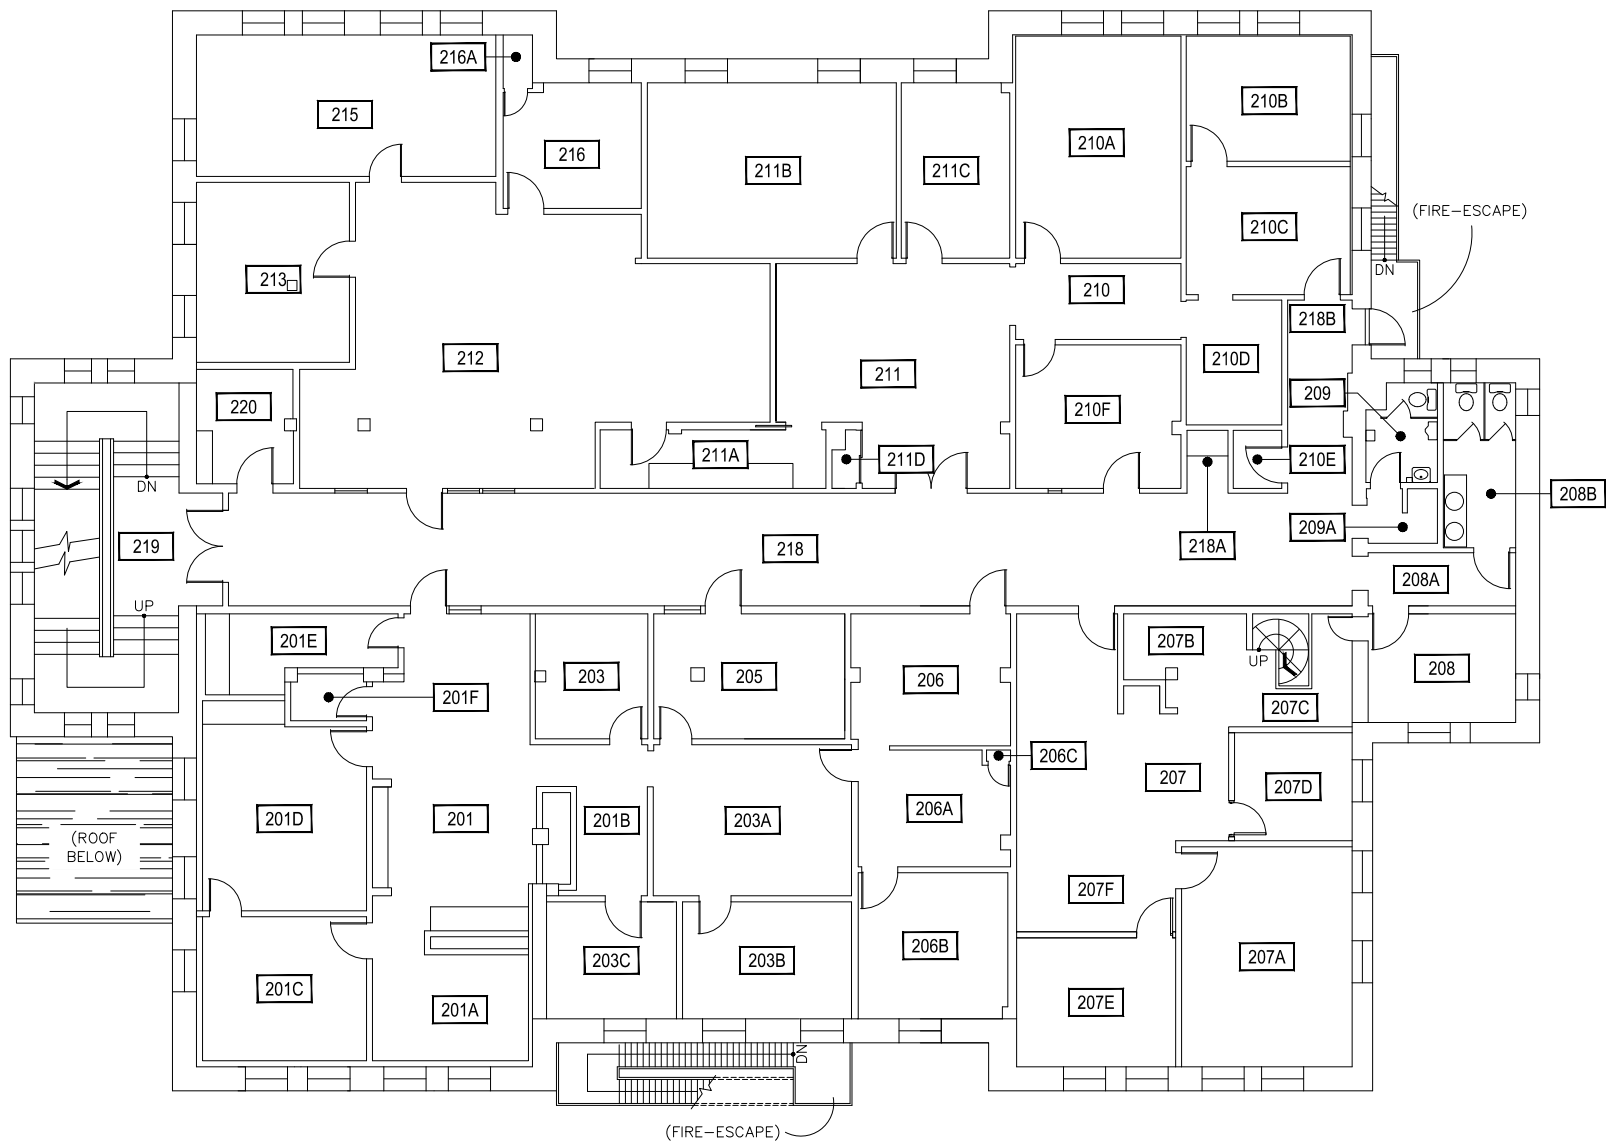 216A
215
216
211B
211C
210A
210B
210C
(FIRE-ESCAPE)
DN
213
210
218B
212
211
210D
209
220
210F
211A
211D
210E
DN
208B
219
218
218A
209A
208A
UP
201E
203
205
206
207B
UP
208
201F
207C
206C
207
207D
201D
201
201B
203A
206A
(ROOF
BELOW)
207F
203C
203B
206B
207A
201C
201A
207E
DN
(FIRE-ESCAPE)